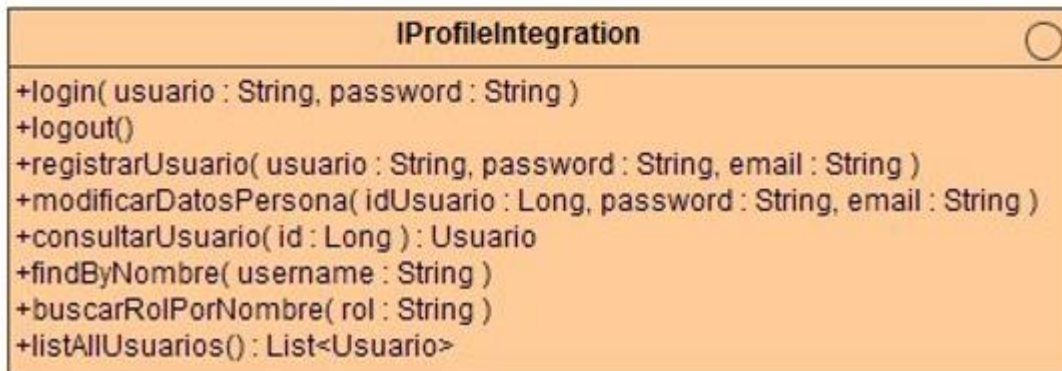 IProfileIntegration
+login( usuario : String, password : String )
+logout()
+registrarUsuario( usuario : String, password : String, email : String )
+modificarDatosPersona( idUsuario : Long, password : String, email : String )
+consultarUsuario( id : Long ) : Usuario
+findByNombre( username : String )
+buscarRolPorNombre( rol : String )
+listAllUsuarios() : List<Usuario>